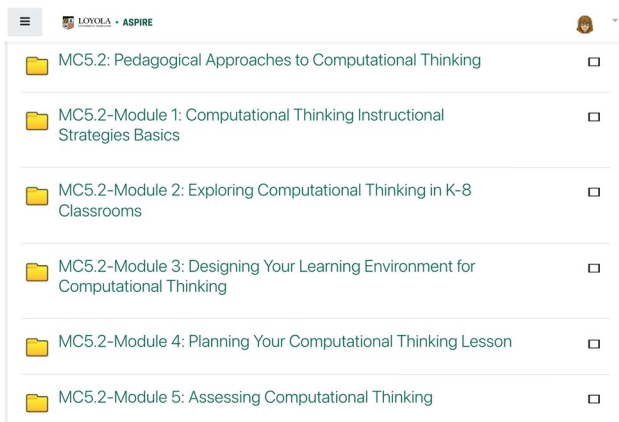 LOYOLA • ASPIRE
MC5.2: Pedagogical Approaches to Computational Thinking
MC5.2-Module 1: Computational Thinking Instructional
Strategies Basics
MC5.2-Module 2: Exploring Computational Thinking in K-8
Classrooms
MC5.2-Module 3: Designing Your Learning Environment for
Computational Thinking
MC5.2-Module 4: Planning Your Computational Thinking Lesson
MC5.2-Module 5: Assessing Computational Thinking